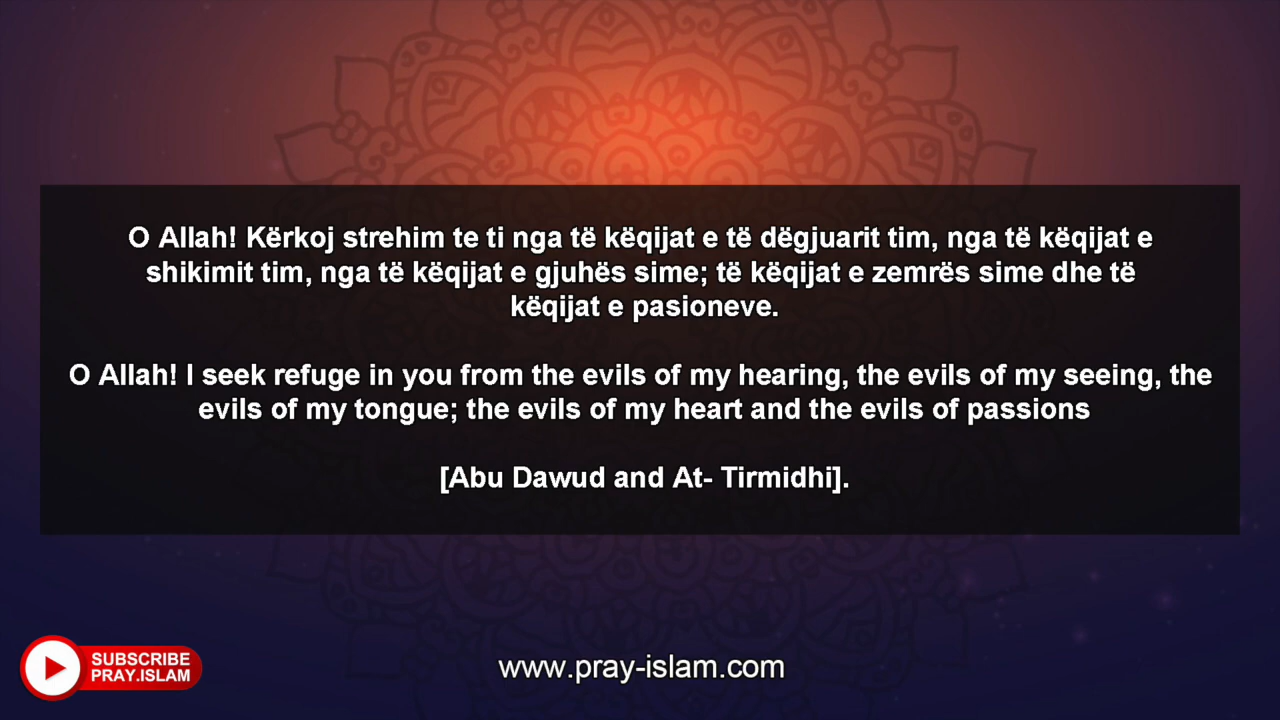 O Allah! Kërkoj strehim te ti nga të këqijat e të dëgjuarit tim, nga të këqijat e
shikimit tim, nga të këqijat e gjuhës sime; të këqijat e zemrës sime dhe të
këqijat e pasioneve.
O Allah! I seek refuge in you from the evils of my hearing, the evils of my seeing, the
evils of my tongue; the evils of my heart and the evils of passions
[Abu Dawud and At- Tirmidhi].
SUBSCRIBE
PRAY.ISLAM
www.pray-islam.com